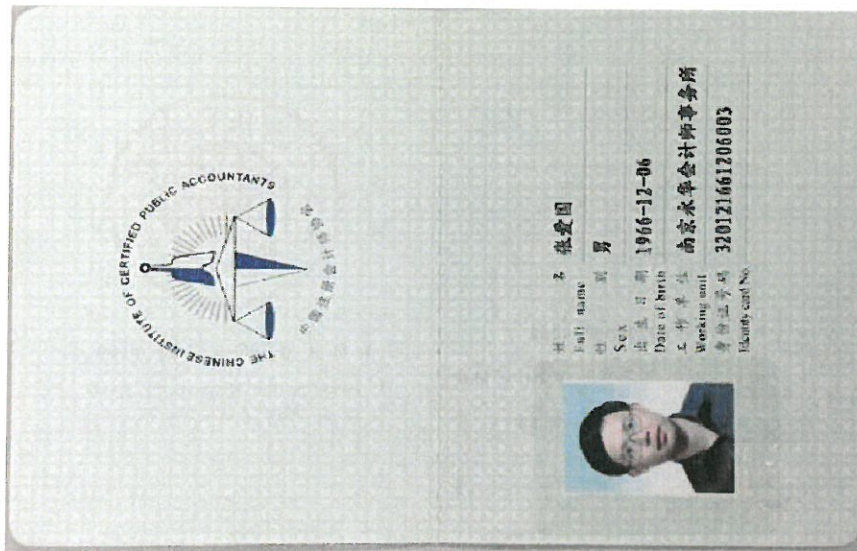 THE CHINESE INSTITUTE OF CERTIFIED PUBLIC ACCOUNTANTS
中国注册会计师协会
姓 名 张爱国
Full name
性 别 男
Sex
出生日期 1966-12-06
Date of birth
工作单位 南京永华会计师事务所
Working unit
身份证号码 320121661206003
Identity card No.